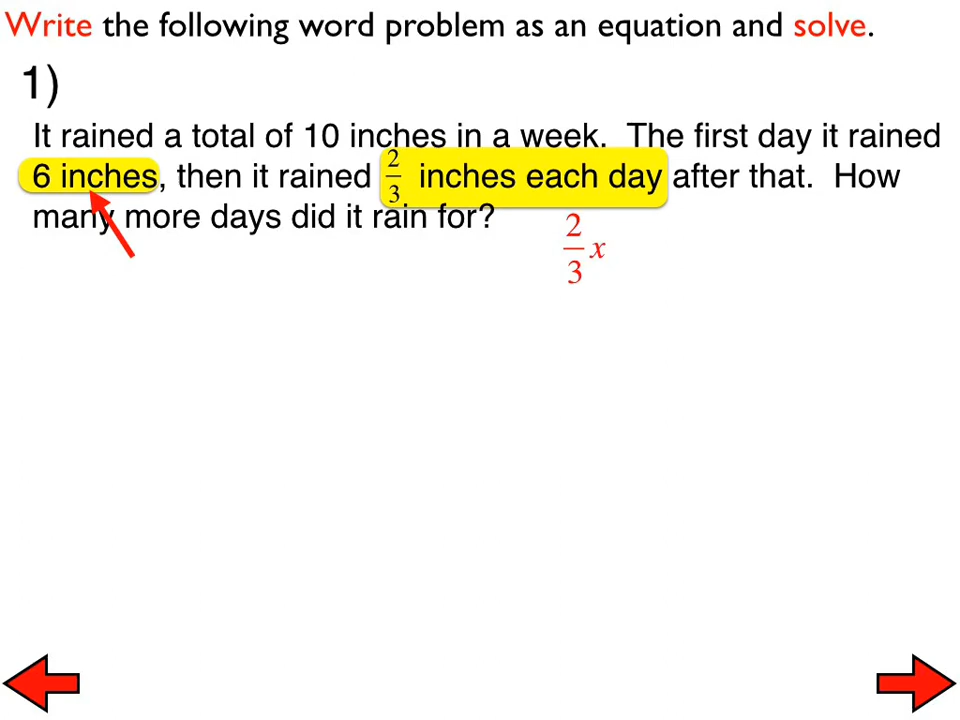 Write the following word problem as an equation and solve.
1)
It rained a total of 10 inches in a week. The first day it rained
6 inches, then it rained 2/3 inches each day after that. How
many more days did it rain for?
2/3 x